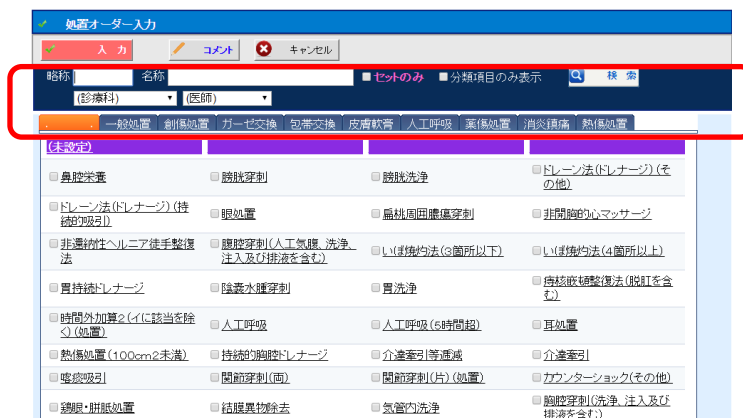 処置オーダー入力
入 力 コメント キャンセル
略称 名称 セットのみ 分類項目のみ表示 検 索
(診療科) (医師)
一般処置 創傷処置 ガーゼ交換 包帯交換 皮膚軟膏 人工呼吸 薬傷処置 消炎鎮痛 熱傷処置
(未設定)
鼻腔栄養 膀胱穿刺 膀胱洗浄 ドレーン法(ドレナージ)(その他)
ドレーン法(ドレナージ)(持続的吸引) 眼処置 扁桃周囲膿瘍穿刺 非開胸的心マッサージ
非還納性ヘルニア徒手整復法 腹腔穿刺(人工気腹、洗浄、注入及び排液を含む) いぼ焼灼法(3箇所以下) いぼ焼灼法(4箇所以上)
胃持続ドレナージ 陰嚢水腫穿刺 胃洗浄 痔核嵌頓整復法(脱肛を含む)
時間外加算2(イに該当を除く)(処置) 人工呼吸 人工呼吸(5時間超) 耳処置
熱傷処置(100cm2未満) 持続的胸腔ドレナージ 介達牽引等逓減 介達牽引
喀痰吸引 関節穿刺(両) 関節穿刺(片)(処置) カウンターショック(その他)
鶏眼・胼胝処置 結膜異物除去 気管内洗浄 胸腔穿刺(洗浄、注入及び排液を含む)